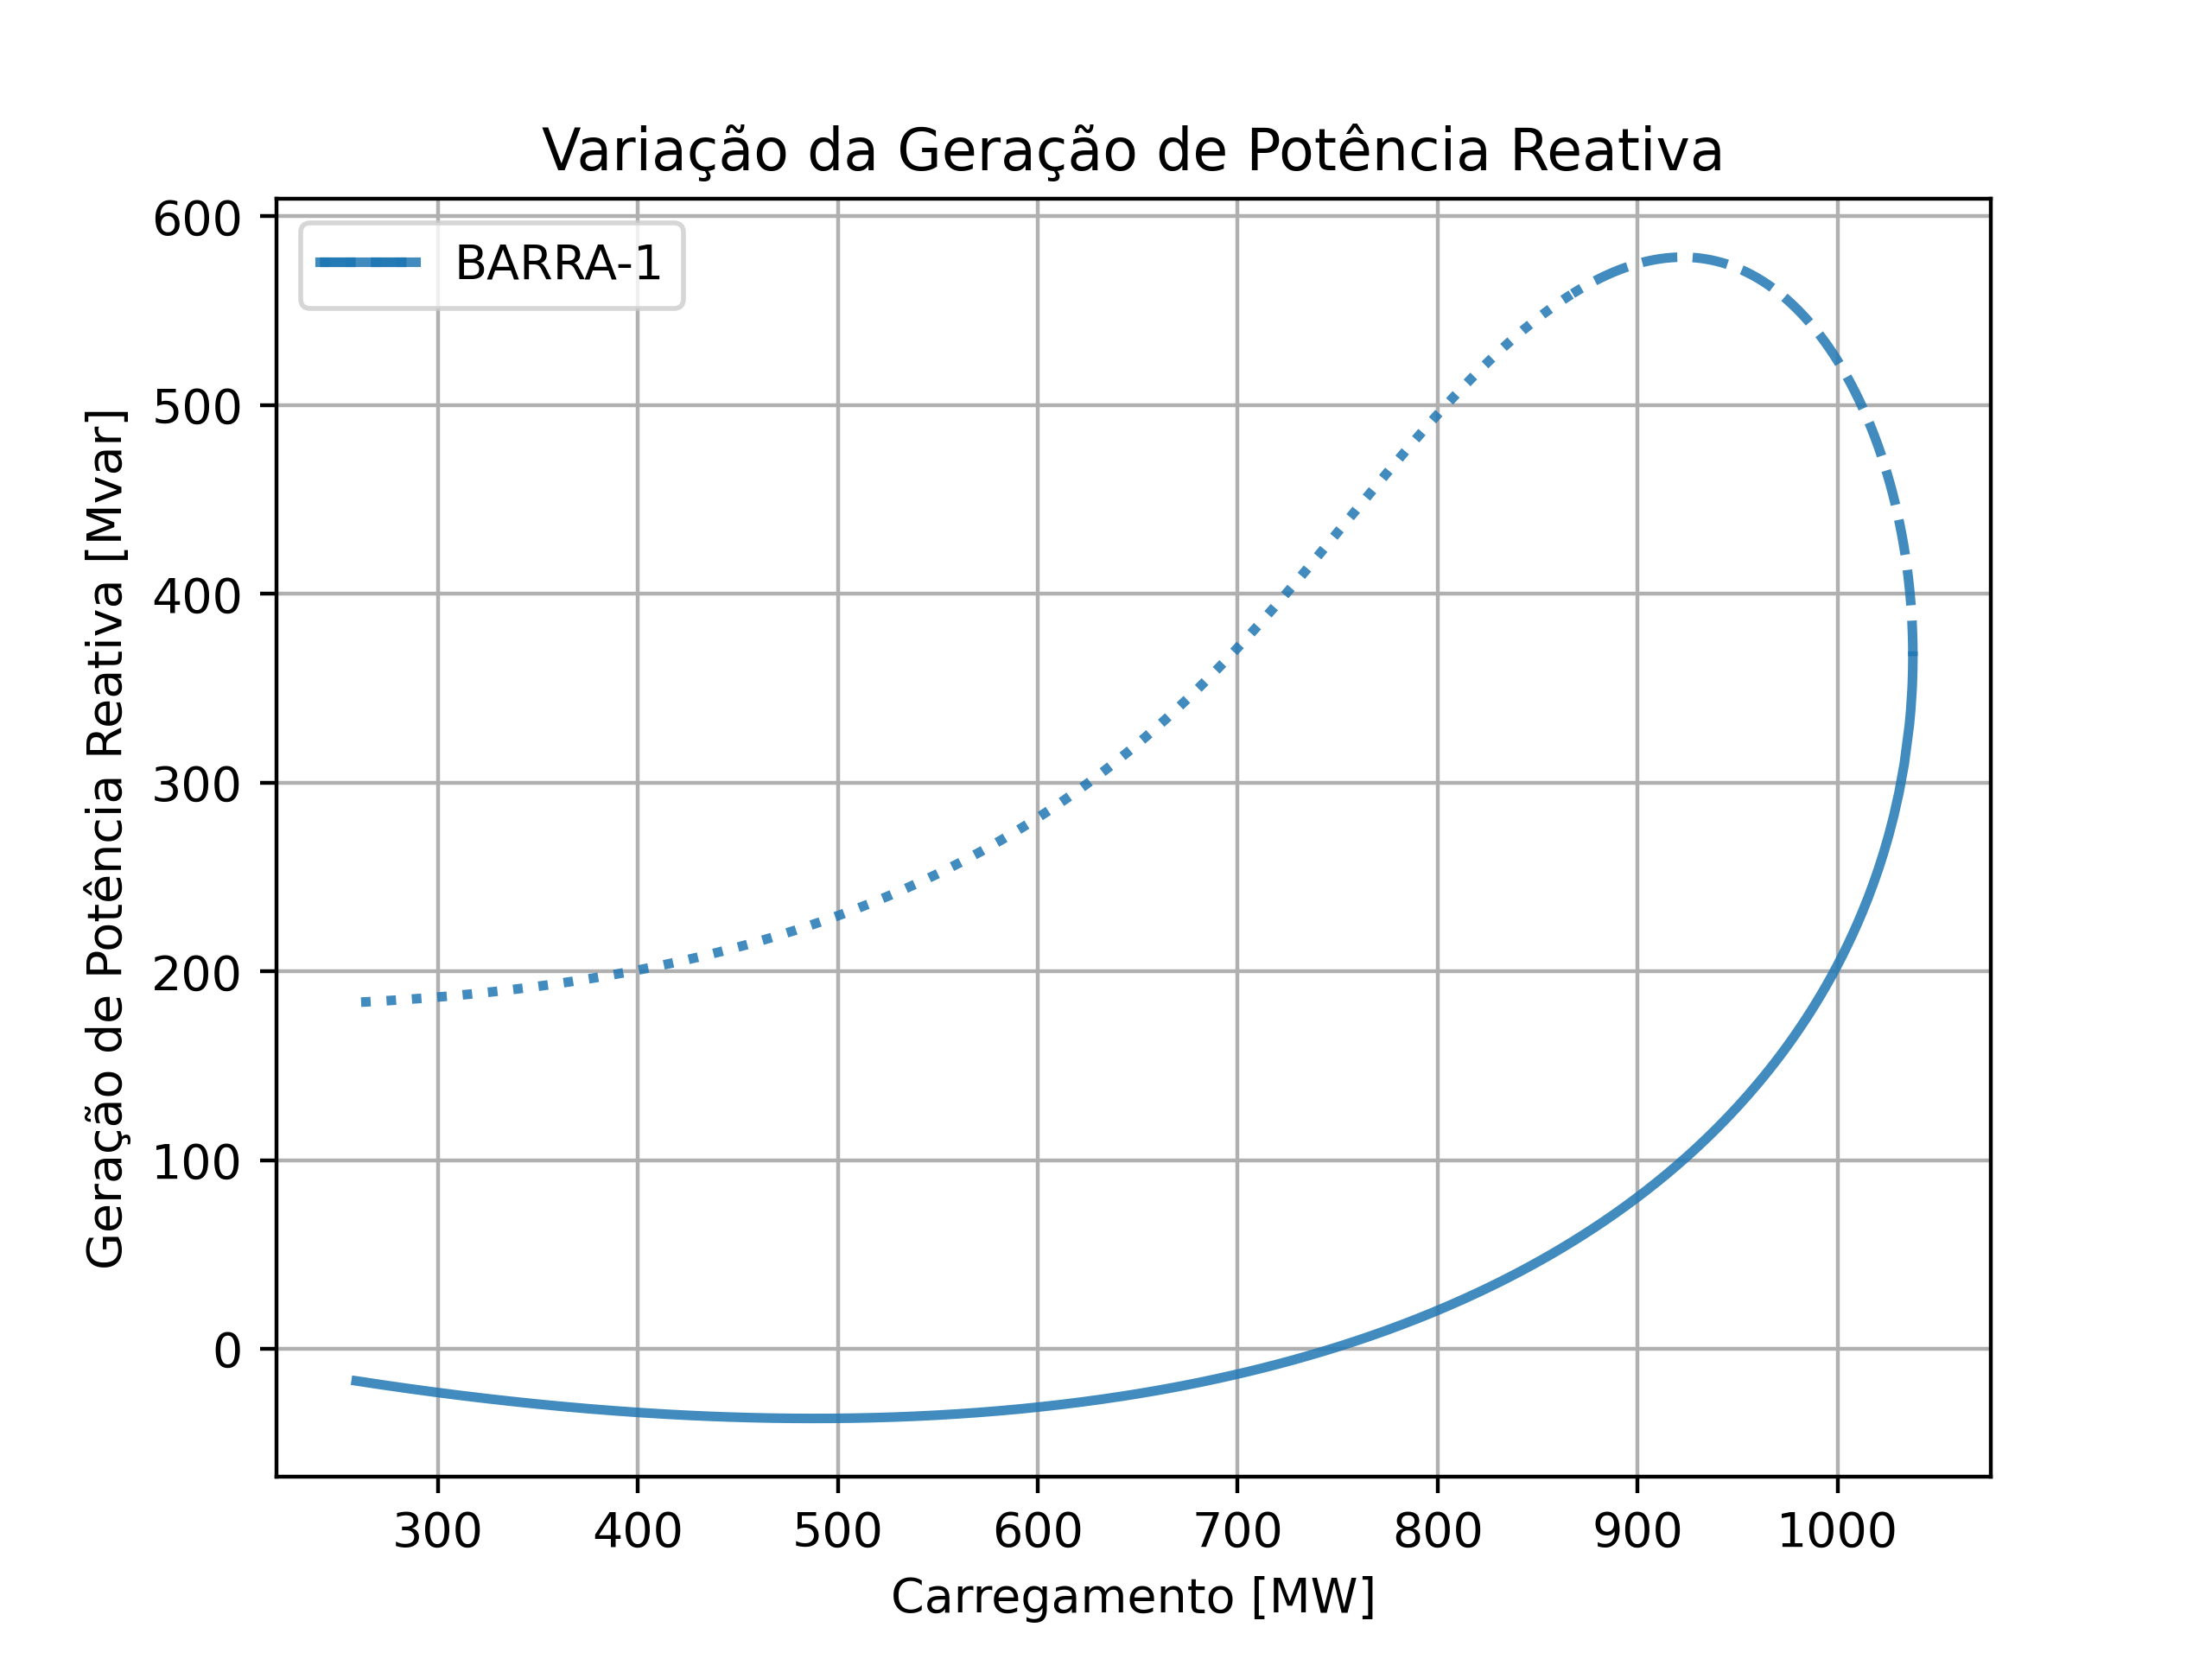 Variação da Geração de Potência Reativa
BARRA-1
Geração de Potência Reativa [Mvar]
600
500
400
300
200
100
0
300 400 500 600 700 800 900 1000
Carregamento [MW]